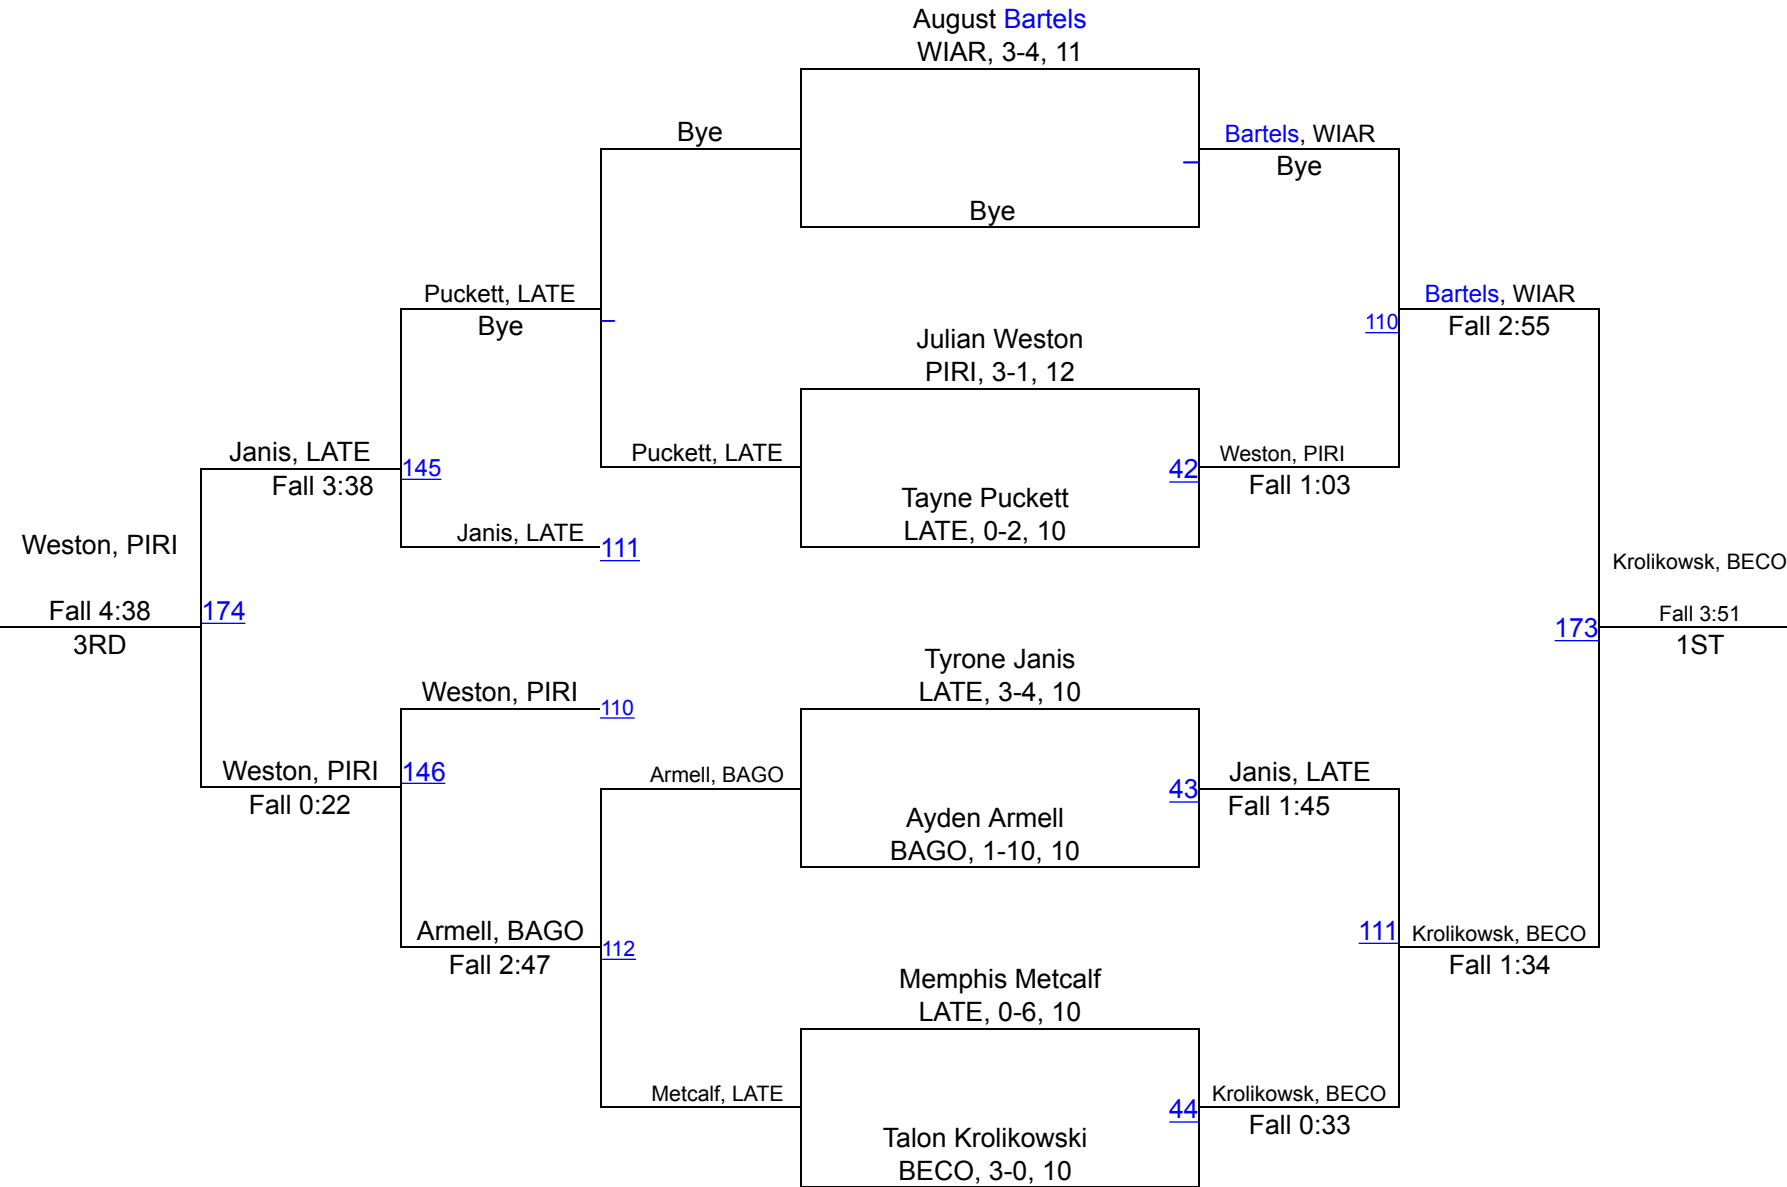 August Bartels
WIAR, 3-4, 11
Bye
Bartels, WIAR
Bye
Bye
Puckett, LATE
Bye
Bartels, WIAR
110
Fall 2:55
Julian Weston
PIRI, 3-1, 12
Janis, LATE
Fall 3:38
145
Puckett, LATE
42
Weston, PIRI
Fall 1:03
Tayne Puckett
LATE, 0-2, 10
Janis, LATE
111
Weston, PIRI
Fall 4:38
174
3RD
Krolikowsk, BECO
Fall 3:51
173
1ST
Tyrone Janis
LATE, 3-4, 10
Weston, PIRI
110
Weston, PIRI
146
Fall 0:22
Armell, BAGO
43
Janis, LATE
Fall 1:45
Ayden Armell
BAGO, 1-10, 10
Armell, BAGO
112
Fall 2:47
111
Krolikowsk, BECO
Fall 1:34
Memphis Metcalf
LATE, 0-6, 10
Metcalf, LATE
44
Krolikowsk, BECO
Fall 0:33
Talon Krolikowski
BECO, 3-0, 10